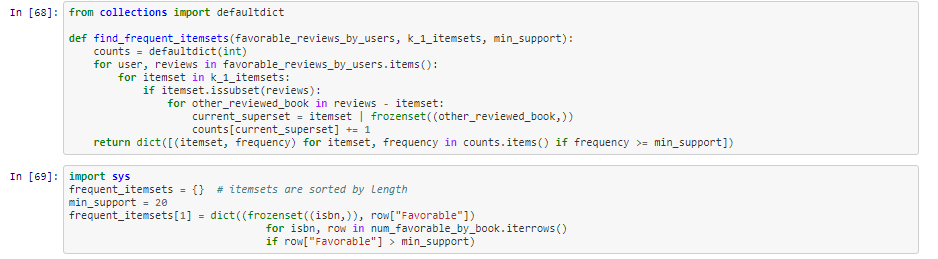 In [68]: from collections import defaultdict
def find_frequent_itemsets(favorable_reviews_by_users, k_1_itemsets, min_support):
    counts = defaultdict(int)
    for user, reviews in favorable_reviews_by_users.items():
        for itemset in k_1_itemsets:
            if itemset.issubset(reviews):
                for other_reviewed_book in reviews - itemset:
                    current_superset = itemset | frozenset((other_reviewed_book,))
                    counts[current_superset] += 1
    return dict([(itemset, frequency) for itemset, frequency in counts.items() if frequency >= min_support])
In [69]: import sys
frequent_itemsets = {}  # itemsets are sorted by Length
min_support = 20
frequent_itemsets[1] = dict((frozenset((isbn,)), row["Favorable"])
                                for isbn, row in num_favorable_by_book.iterrows()
                                if row["Favorable"] > min_support)